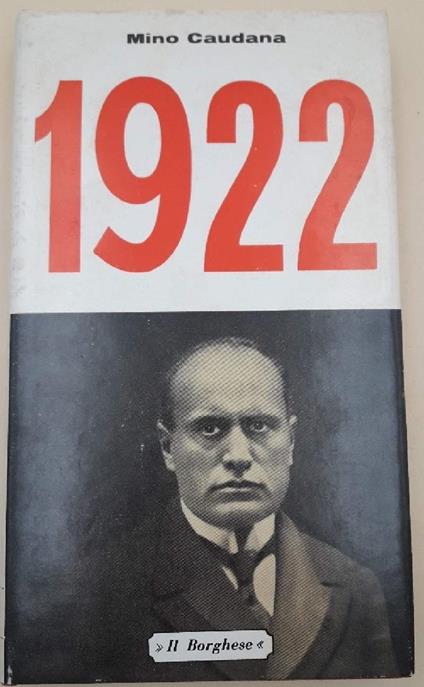 Mino Caudana
1922
» Il Borghese «